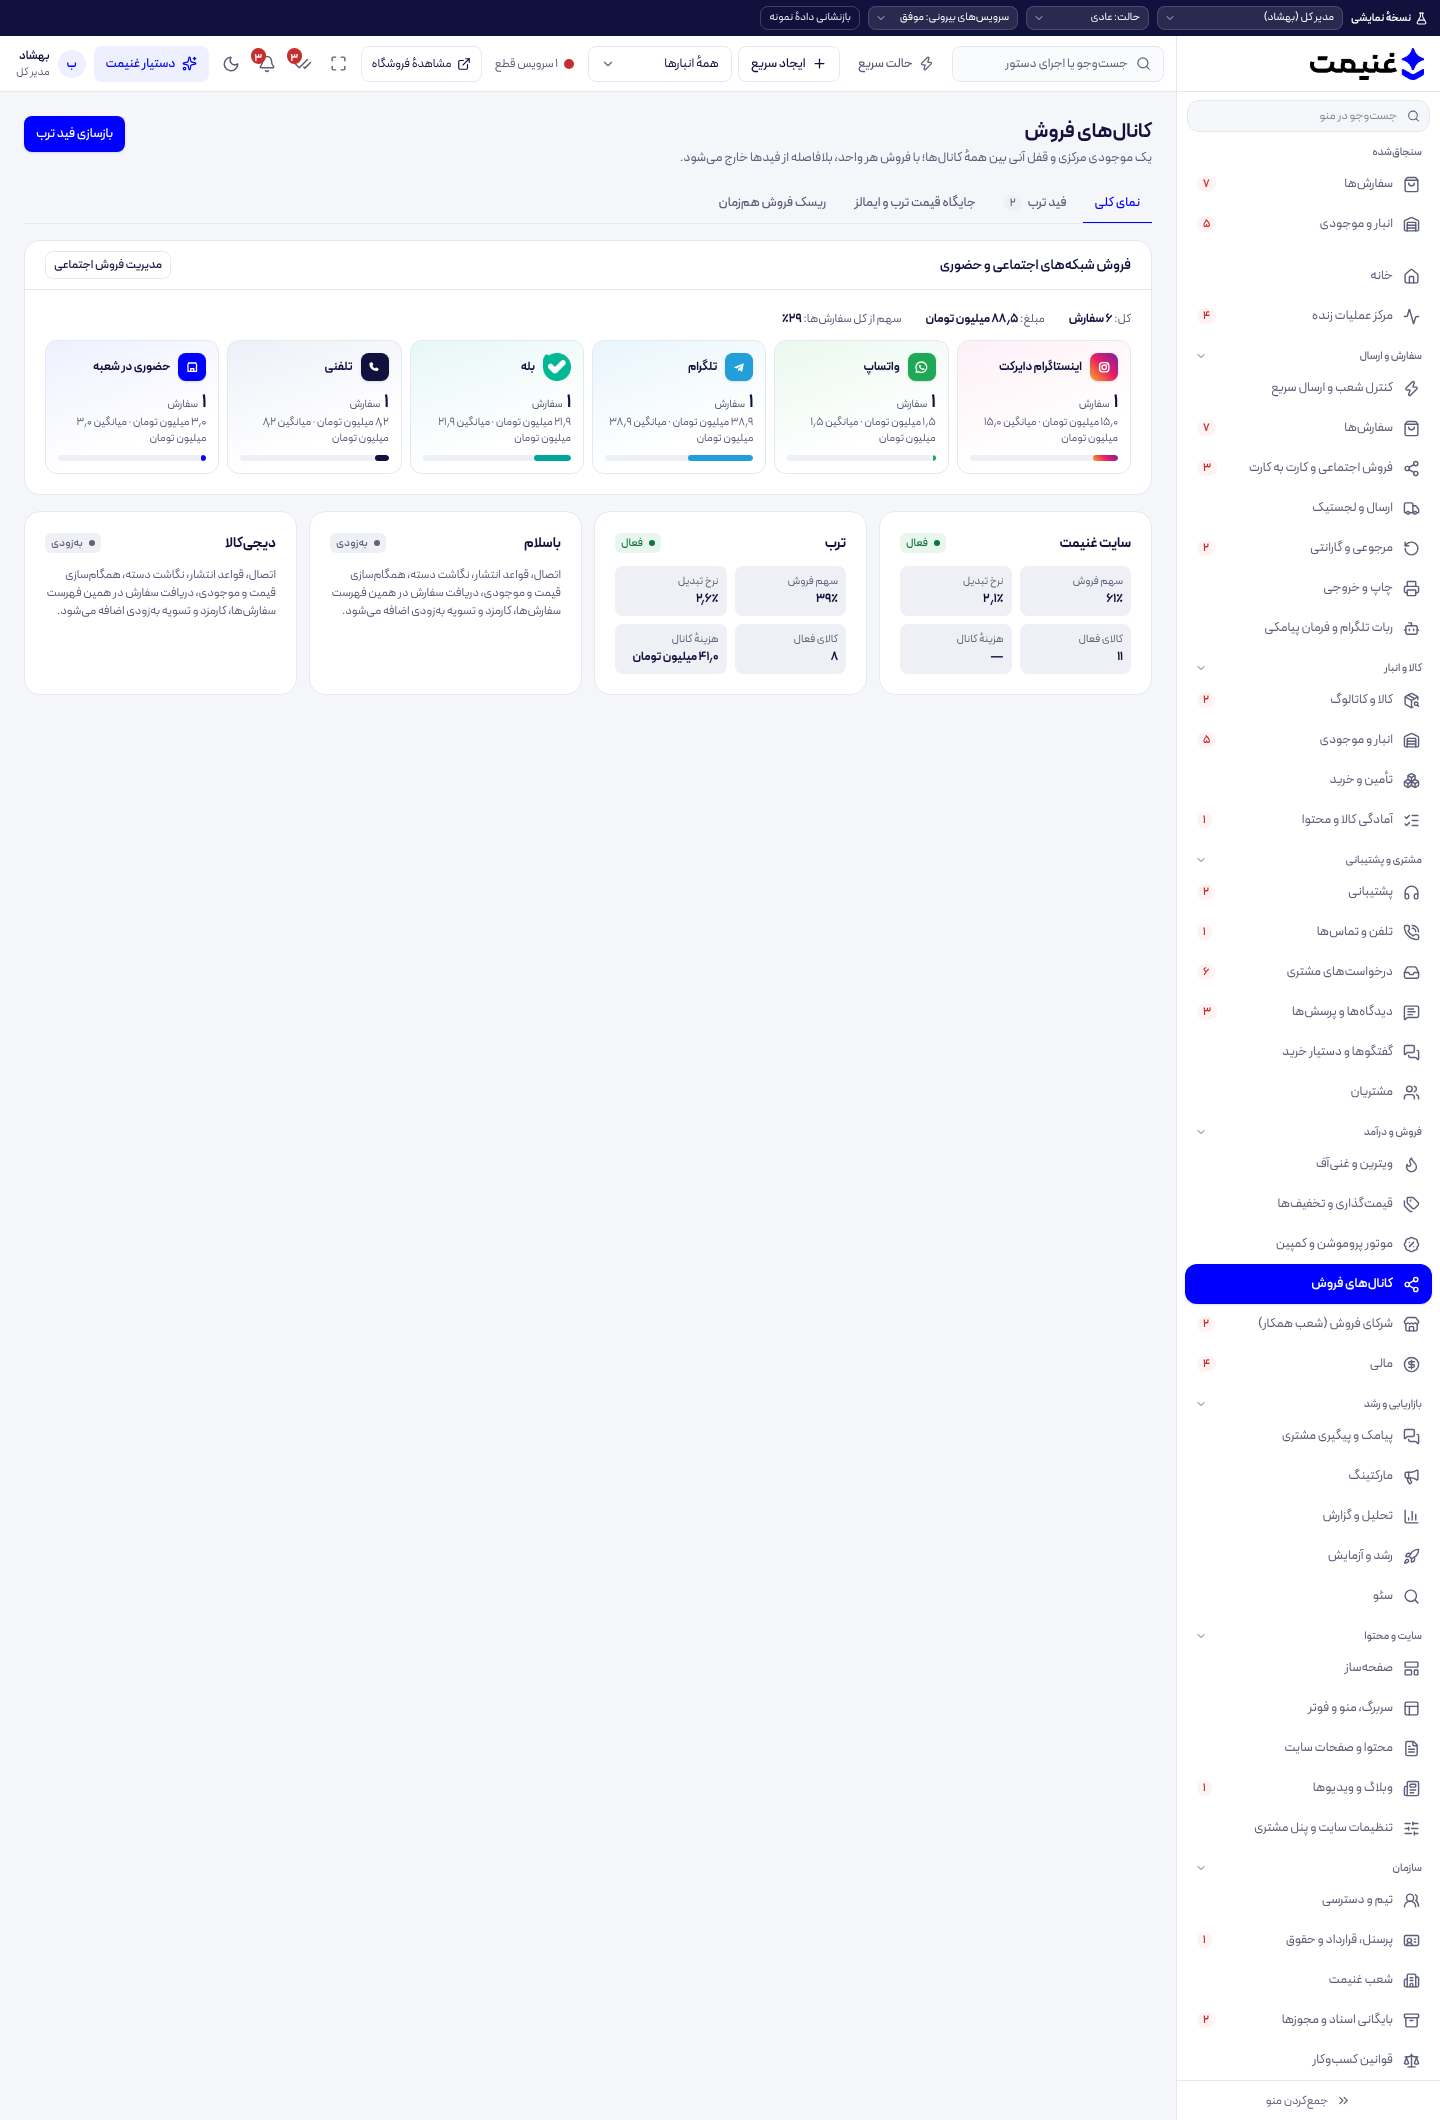 نسخهٔ نمایشی
مدیر کل (بهشاد)
حالت: عادی
سرویس‌های بیرونی: موفق
بازنشانی دادهٔ نمونه
غنیمت
جست‌وجو یا اجرای دستور
حالت سریع
ایجاد سریع
همهٔ انبارها
۱ سرویس قطع
مشاهدهٔ فروشگاه
۳
۳
دستیار غنیمت
ب
بهشاد
مدیر کل
جست‌وجو در منو
سنجاق‌شده
سفارش‌ها ۷
انبار و موجودی ۵
خانه
مرکز عملیات زنده ۴
سفارش و ارسال
کنترل شعب و ارسال سریع
سفارش‌ها ۷
فروش اجتماعی و کارت به کارت ۳
ارسال و لجستیک
مرجوعی و گارانتی ۲
چاپ و خروجی
ربات تلگرام و فرمان پیامکی
کالا و انبار
کالا و کاتالوگ ۲
انبار و موجودی ۵
تأمین و خرید
آمادگی کالا و محتوا ۱
مشتری و پشتیبانی
پشتیبانی ۲
تلفن و تماس‌ها ۱
درخواست‌های مشتری ۶
دیدگاه‌ها و پرسش‌ها ۳
گفتگوها و دستیار خرید
مشتریان
فروش و درآمد
ویترین و غنی‌آف
قیمت‌گذاری و تخفیف‌ها
موتور پروموشن و کمپین
کانال‌های فروش
شرکای فروش (شعب همکار) ۲
مالی ۴
بازاریابی و رشد
پیامک و پیگیری مشتری
مارکتینگ
تحلیل و گزارش
رشد و آزمایش
سئو
سایت و محتوا
صفحه‌ساز
سربرگ، منو و فوتر
محتوا و صفحات سایت
وبلاگ و ویدیوها ۱
تنظیمات سایت و پنل مشتری
سازمان
تیم و دسترسی
پرسنل، قرارداد و حقوق ۱
شعب غنیمت
بایگانی اسناد و مجوزها ۲
قوانین کسب‌وکار
جمع‌کردن منو
کانال‌های فروش
بازسازی فید ترب
یک موجودی مرکزی و قفل آنی بین همهٔ کانال‌ها؛ با فروش هر واحد، بلافاصله از فیدها خارج می‌شود.
نمای کلی
فید ترب ۲
جایگاه قیمت ترب و ایمالز
ریسک فروش هم‌زمان
فروش شبکه‌های اجتماعی و حضوری
مدیریت فروش اجتماعی
کل: ۶ سفارش
مبلغ: ۸۸٫۵ میلیون تومان
سهم از کل سفارش‌ها: ۲۹٪
اینستاگرام دایرکت
۱ سفارش
۱۵٫۰ میلیون تومان · میانگین ۱۵٫۰
میلیون تومان
واتساپ
۱ سفارش
۱٫۵ میلیون تومان · میانگین ۱٫۵
میلیون تومان
تلگرام
۱ سفارش
۳۸٫۹ میلیون تومان · میانگین ۳۸٫۹
میلیون تومان
بله
۱ سفارش
۲۱٫۹ میلیون تومان · میانگین ۲۱٫۹
میلیون تومان
تلفنی
۱ سفارش
۸٫۲ میلیون تومان · میانگین ۸٫۲
میلیون تومان
حضوری در شعبه
۱ سفارش
۳٫۰ میلیون تومان · میانگین ۳٫۰
میلیون تومان
سایت غنیمت
فعال
سهم فروش
۶۱٪
نرخ تبدیل
۲٫۱٪
کالای فعال
۱۱
هزینهٔ کانال
—
ترب
فعال
سهم فروش
۳۹٪
نرخ تبدیل
۲٫۶٪
کالای فعال
۸
هزینهٔ کانال
۴۱٫۰ میلیون تومان
باسلام
به‌زودی
اتصال، قواعد انتشار، نگاشت دسته، همگام‌سازی
قیمت و موجودی، دریافت سفارش در همین فهرست
سفارش‌ها، کارمزد و تسویه به‌زودی اضافه می‌شود.
دیجی‌کالا
به‌زودی
اتصال، قواعد انتشار، نگاشت دسته، همگام‌سازی
قیمت و موجودی، دریافت سفارش در همین فهرست
سفارش‌ها، کارمزد و تسویه به‌زودی اضافه می‌شود.